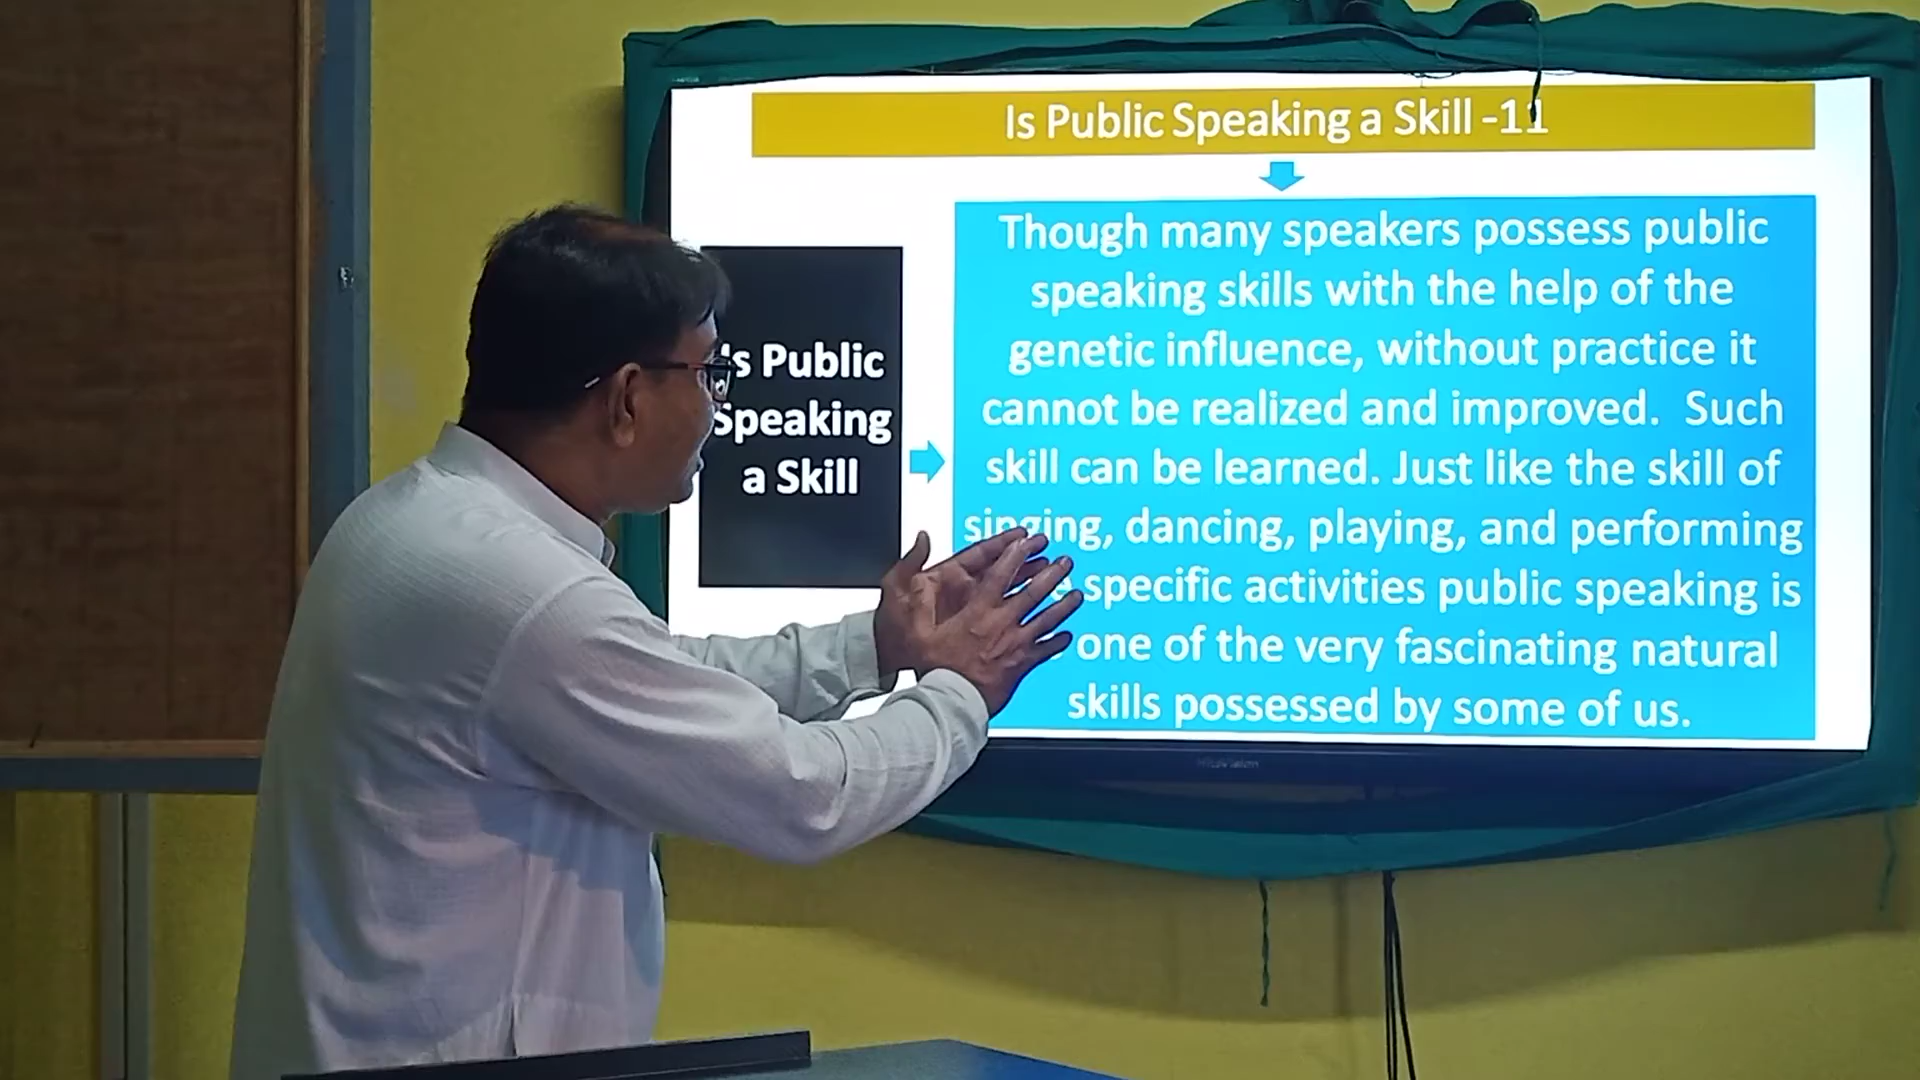 Is Public Speaking a Skill -11
Is Public
Speaking
a Skill
Though many speakers possess public
speaking skills with the help of the
genetic influence, without practice it
cannot be realized and improved. Such
skill can be learned. Just like the skill of
singing, dancing, playing, and performing
specific activities public speaking is
one of the very fascinating natural
skills possessed by some of us.